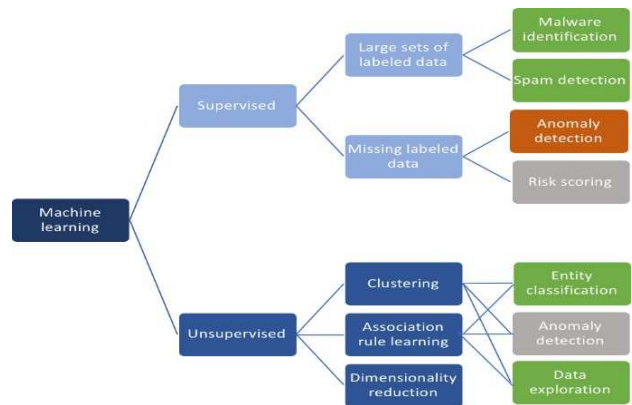 Machine
learning
Supervised
Large sets of
labeled data
Malware
identification
Spam detection
Missing labeled
data
Anomaly
detection
Risk scoring
Unsupervised
Clustering
Association
rule learning
Dimensionality
reduction
Entity
classification
Anomaly
detection
Data
exploration